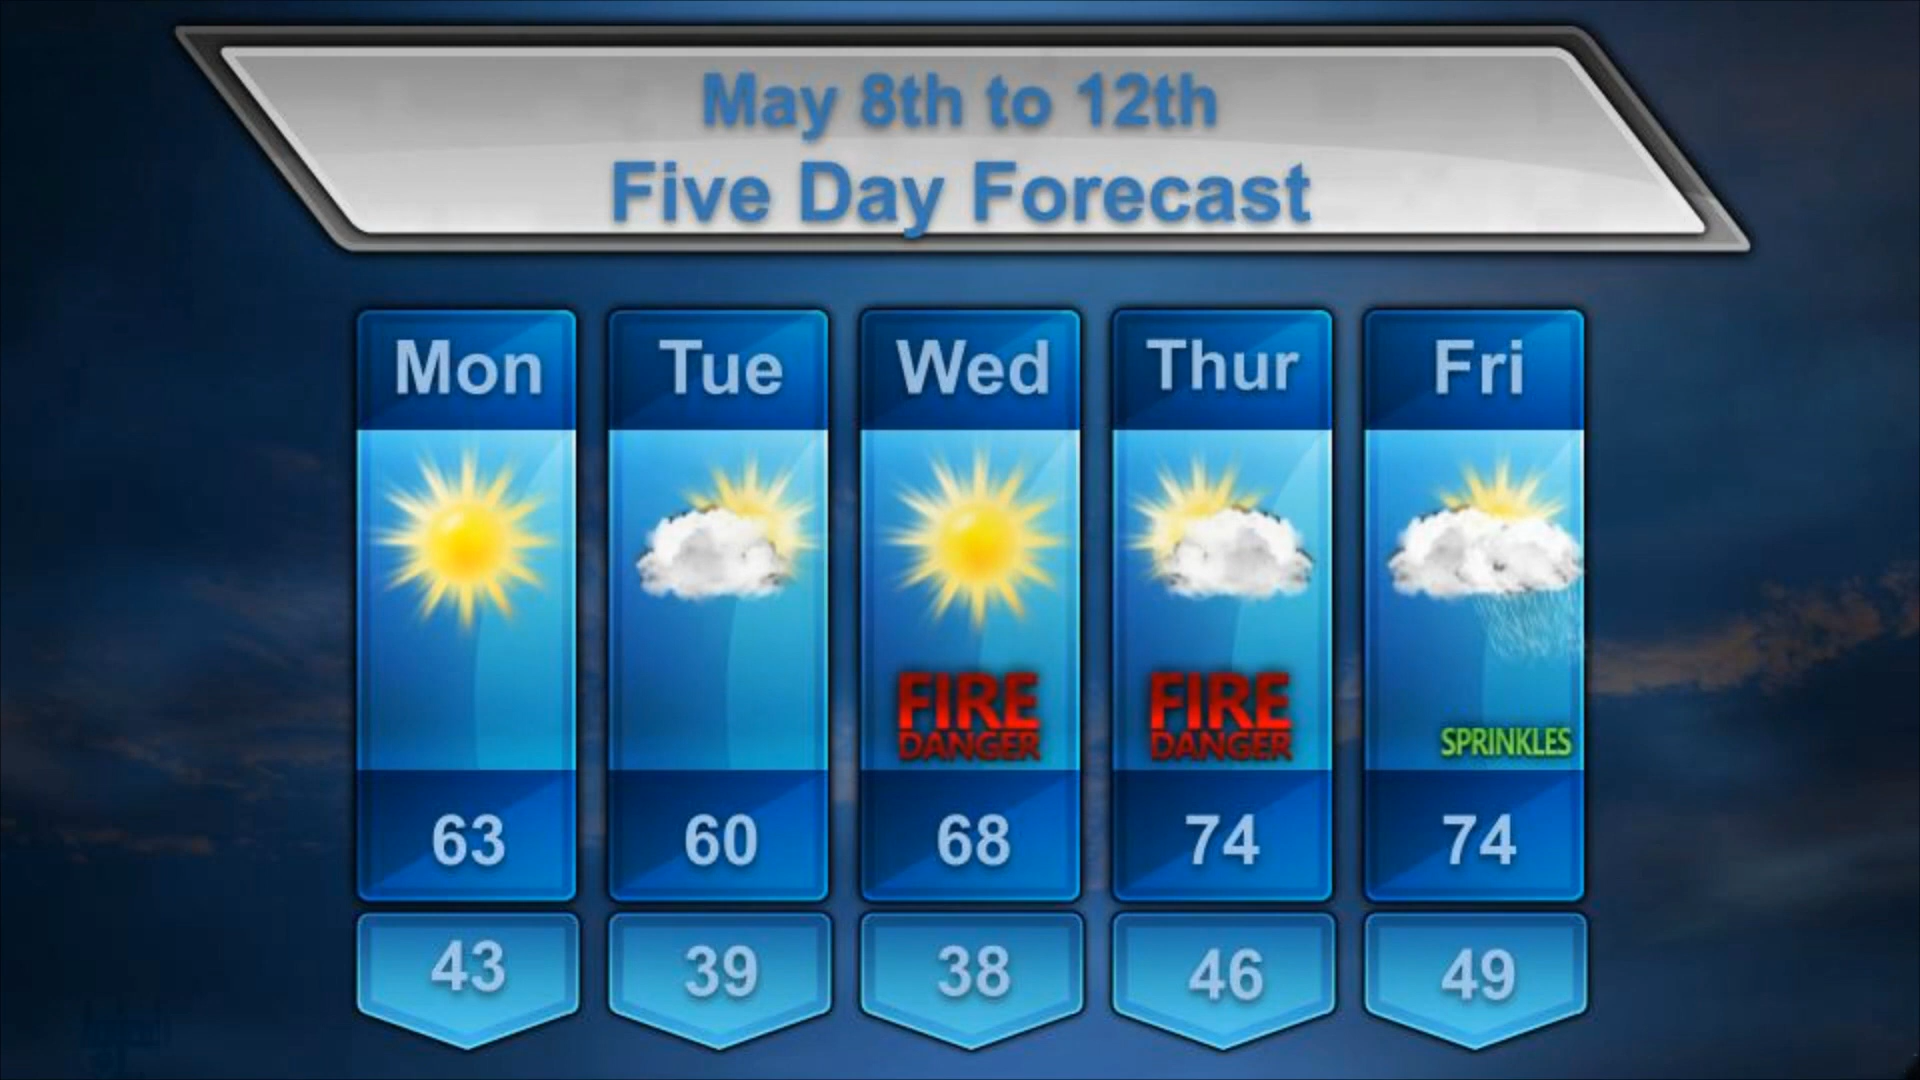 May 8th to 12th
Five Day Forecast
Mon Tue Wed Thur Fri
FIRE DANGER FIRE DANGER SPRINKLES
63 60 68 74 74
43 39 38 46 49